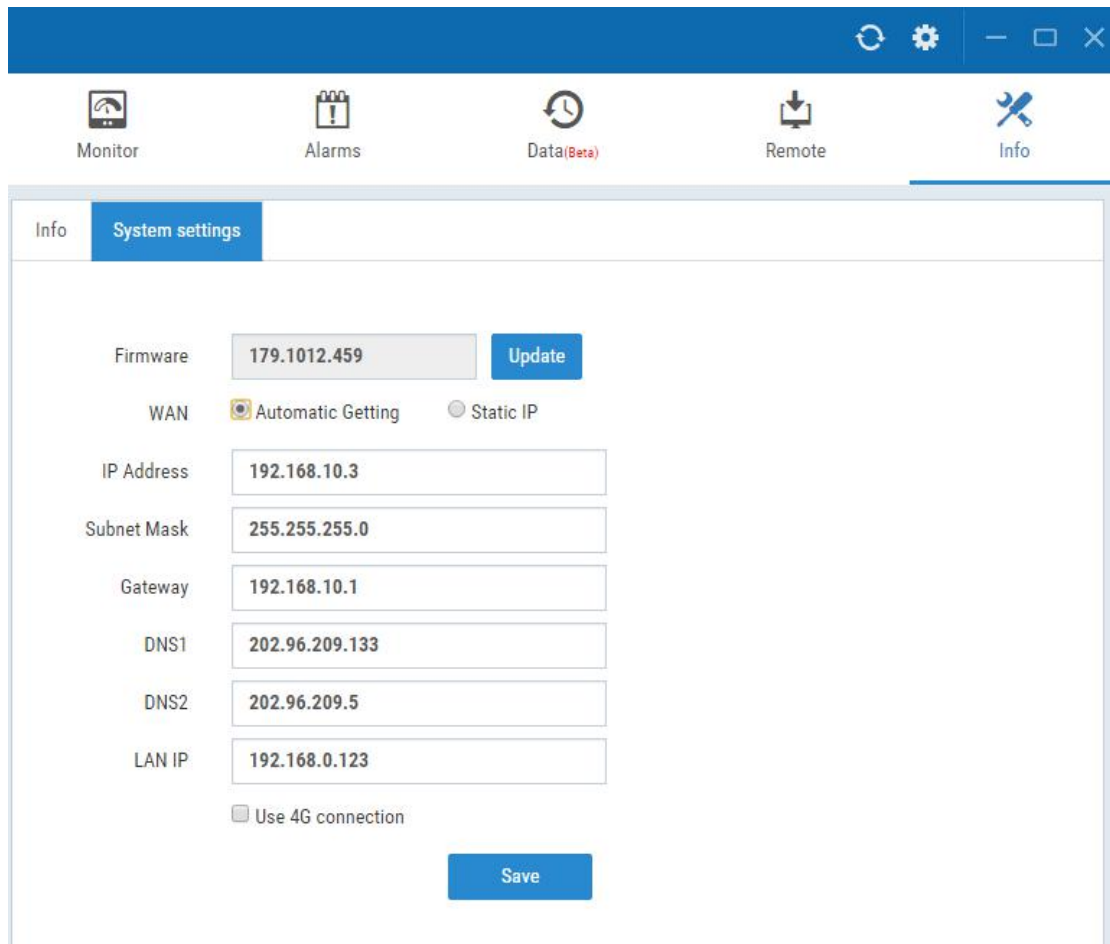 Monitor Alarms Data(Beta) Remote Info
Info System settings
Firmware 179.1012.459 Update
WAN Automatic Getting Static IP
IP Address 192.168.10.3
Subnet Mask 255.255.255.0
Gateway 192.168.10.1
DNS1 202.96.209.133
DNS2 202.96.209.5
LAN IP 192.168.0.123
Use 4G connection
Save